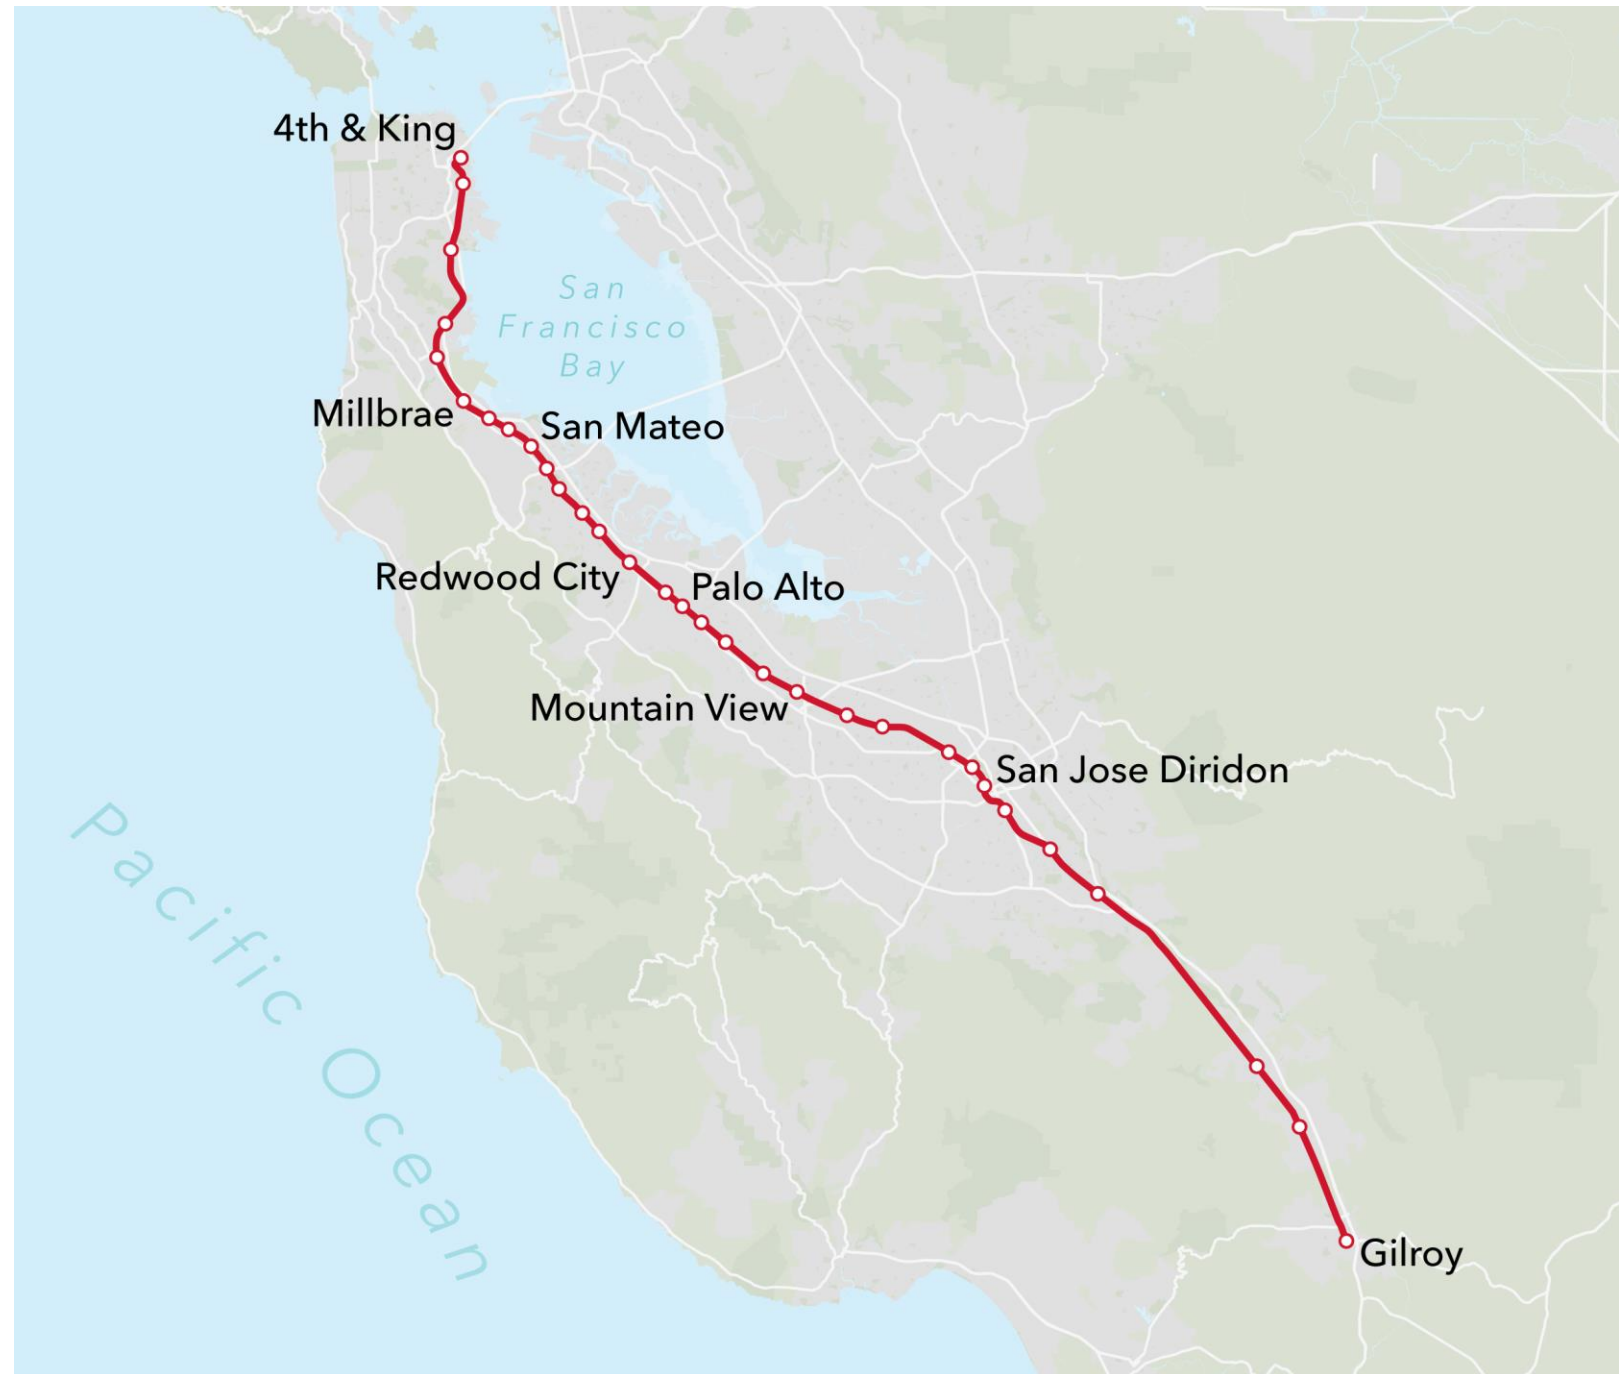 4th & King
San
Francisco
Bay
Millbrae
San Mateo
Redwood City
Palo Alto
Mountain View
San Jose Diridon
Pacific Ocean
Gilroy